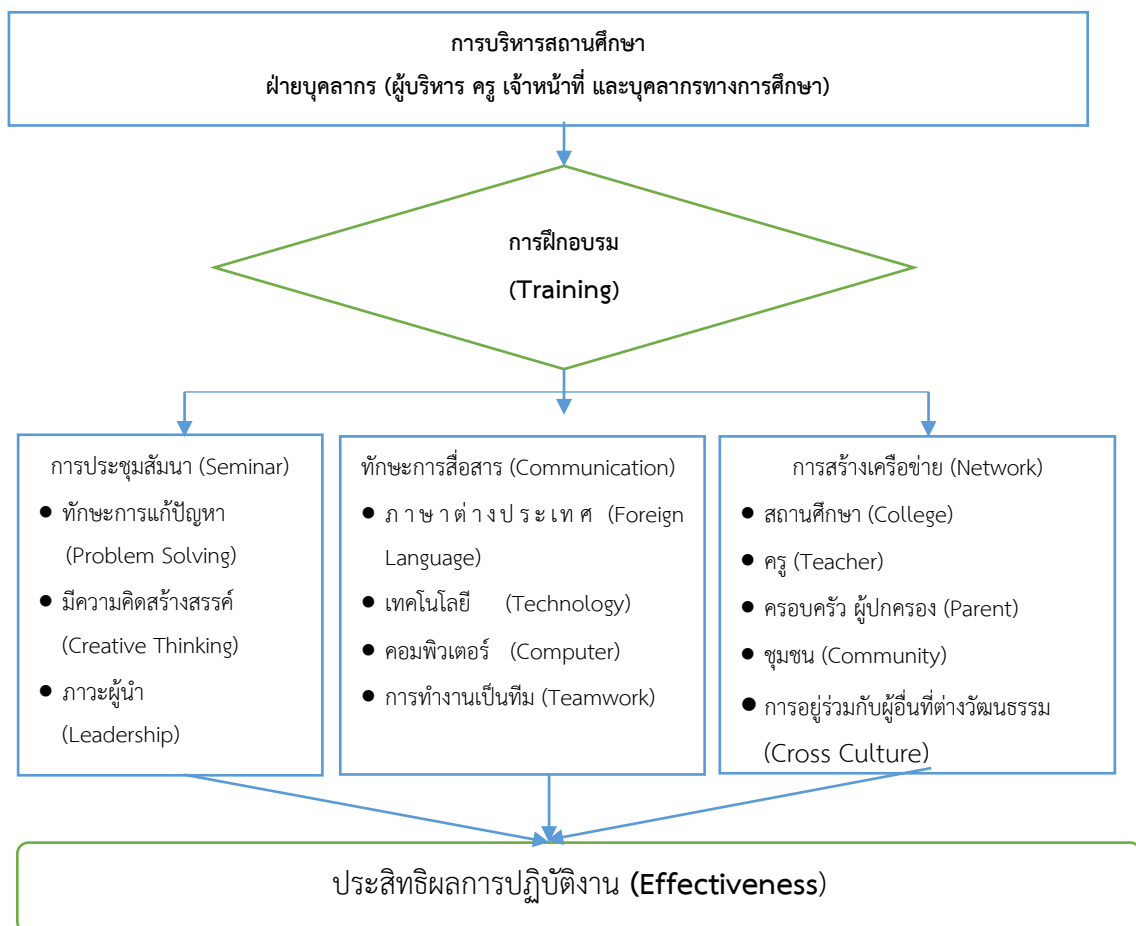 การบริหารสถานศึกษา
ฝ่ายบุคลากร (ผู้บริหาร ครู เจ้าหน้าที่ และบุคลากรทางการศึกษา)
การฝึกอบรม
(Training)
การประชุมสัมนา (Seminar)
● ทักษะการแก้ปัญหา
(Problem Solving)
● มีความคิดสร้างสรรค์
(Creative Thinking)
● ภาวะผู้นำ
(Leadership)
ทักษะการสื่อสาร (Communication)
● ภาษาต่างประเทศ (Foreign
Language)
● เทคโนโลยี (Technology)
● คอมพิวเตอร์ (Computer)
● การทำงานเป็นทีม (Teamwork)
การสร้างเครือข่าย (Network)
● สถานศึกษา (College)
● ครู (Teacher)
● ครอบครัว ผู้ปกครอง (Parent)
● ชุมชน (Community)
● การอยู่ร่วมกับผู้อื่นที่ต่างวัฒนธรรม
(Cross Culture)
ประสิทธิผลการปฏิบัติงาน (Effectiveness)